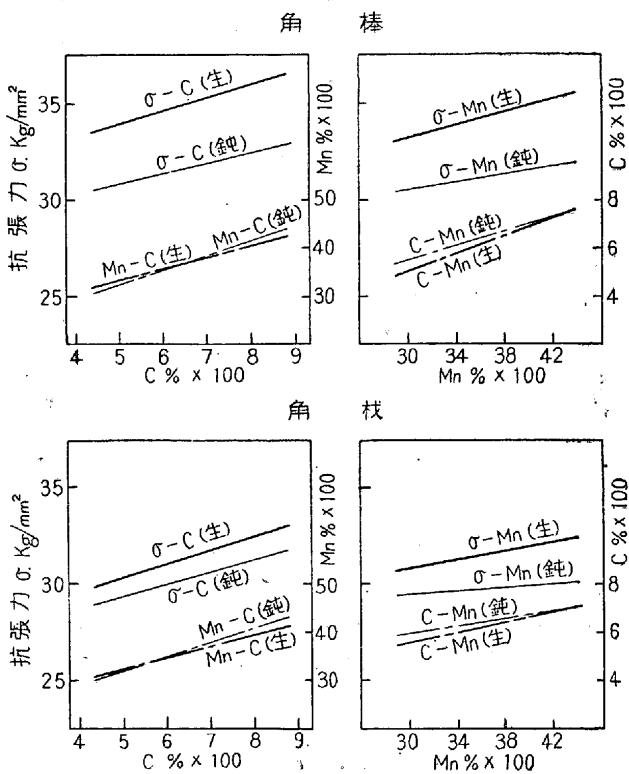 角 棒
抗張力 σ. Kg/mm²
35
30
25
σ-C(生)
σ-C(鈍)
Mn-C(生)
Mn-C(鈍)
Mn % × 100
50
40
30
4 5 6 7 8 9
C % × 100
σ-Mn(生)
σ-Mn(鈍)
C-Mn(鈍)
C-Mn(生)
C % × 100
8
6
4
30 34 38 42
Mn % × 100
角 栈
抗張力 σ. Kg/mm²
35
30
25
σ-C(生)
σ-C(鈍)
Mn-C(鈍)
Mn-C(生)
Mn % × 100
50
40
30
4 5 6 7 8 9
C % × 100
σ-Mn(生)
σ-Mn(鈍)
C-Mn(鈍)
C-Mn(生)
C % × 100
8
6
4
30 34 38 42
Mn % × 100